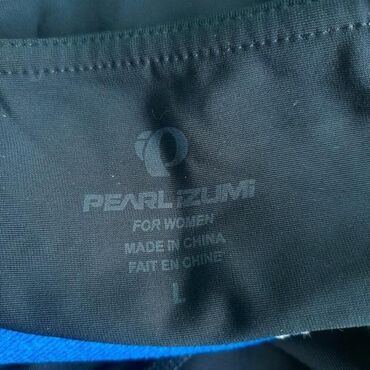 PEARL iZUMi
FOR WOMEN
MADE IN CHINA
FAIT EN CHINE
L